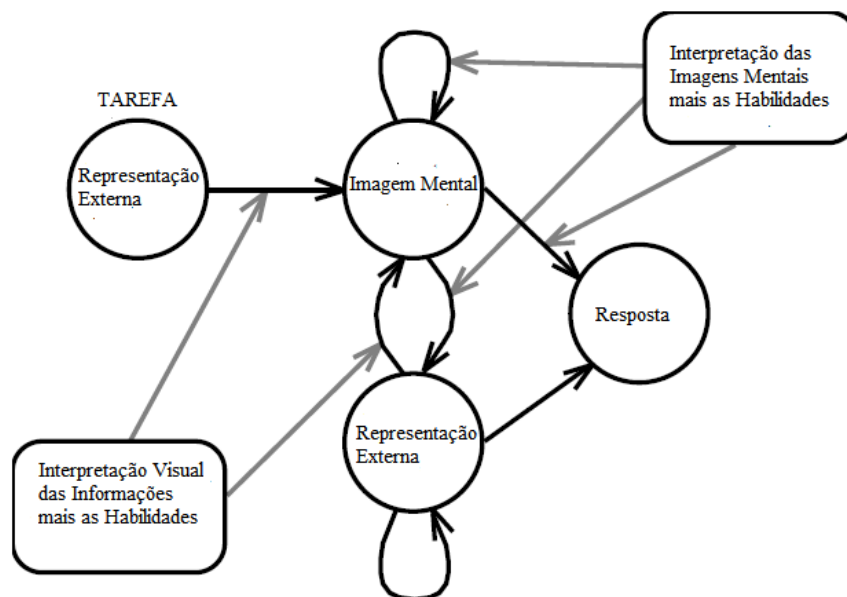 TAREFA
Representação
Externa
Imagem Mental
Interpretação das
Imagens Mentais
mais as Habilidades
Resposta
Representação
Externa
Interpretação Visual
das Informações
mais as Habilidades